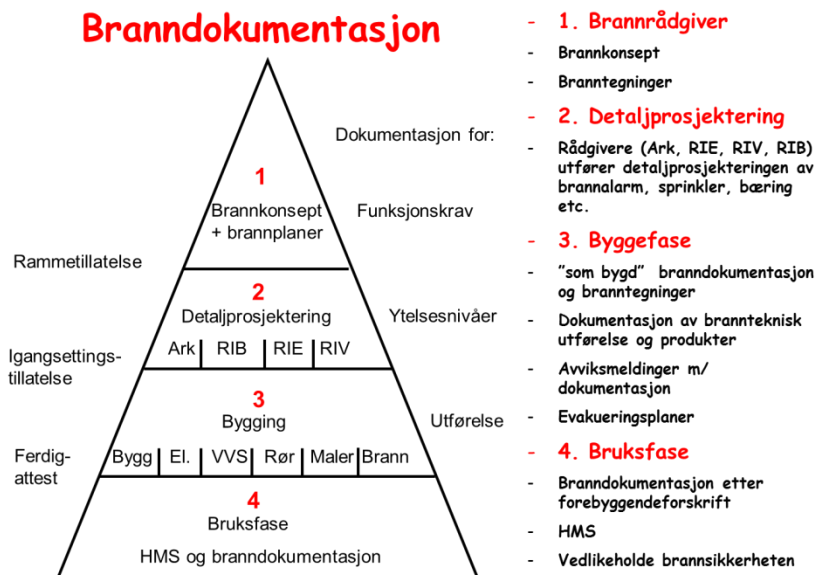 Branndokumentasjon
Dokumentasjon for:
1
Brannkonsept
+ brannplaner
Funksjonskrav
Rammetillatelse
2
Detaljprosjektering
Ytelsesnivåer
Ark RIB RIE RIV
Igangsettings-
tillatelse
3
Bygging
Utførelse
Ferdig-
attest
Bygg El. VVS Rør Maler Brann
4
Bruksfase
HMS og branndokumentasjon
- 1. Brannrådgiver
- Brannkonsept
- Branntegninger
- 2. Detaljprosjektering
- Rådgivere (Ark, RIE, RIV, RIB)
utfører detaljprosjekteringen av
brannalarm, sprinkler, bæring
etc.
- 3. Byggefase
- ”som bygd” branndokumentasjon
og branntegninger
- Dokumentasjon av brannteknisk
utførelse og produkter
- Avviksmeldinger m/
dokumentasjon
- Evakueringsplaner
- 4. Bruksfase
- Branndokumentasjon etter
forebyggendeforskrift
- HMS
- Vedlikeholde brannsikkerheten